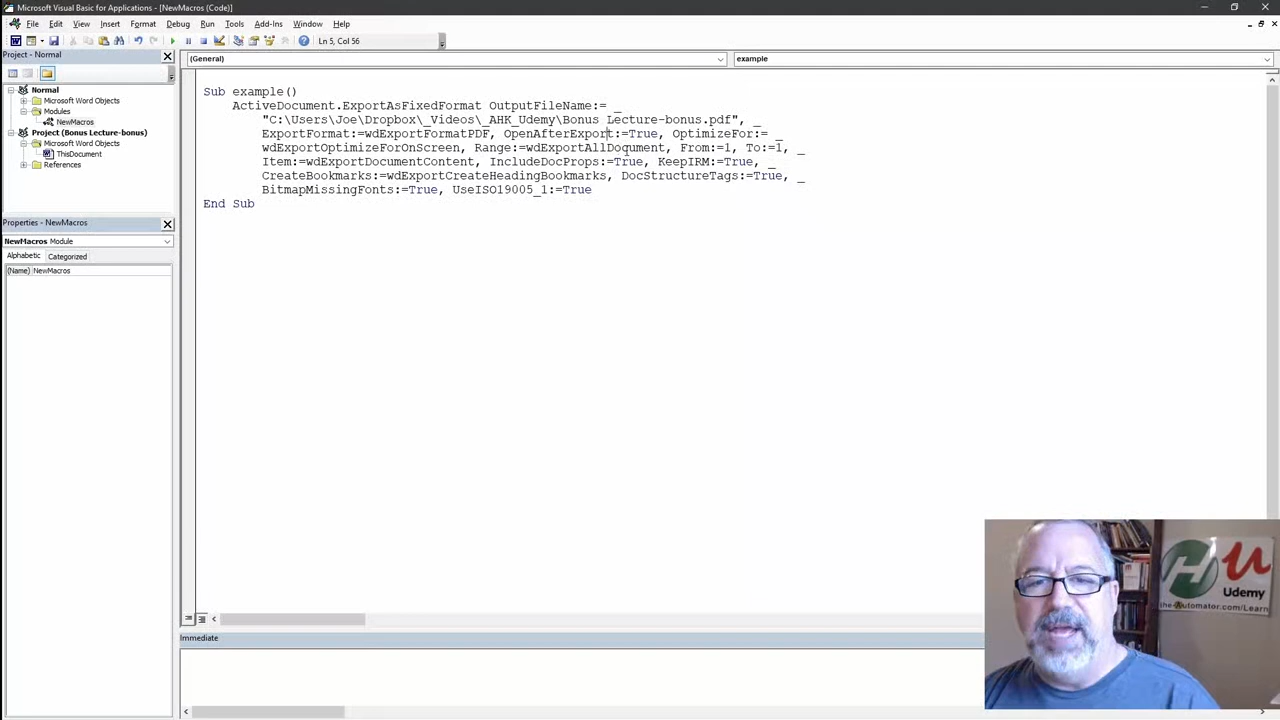 Microsoft Visual Basic for Applications - [NewMacros (Code)]
File Edit View Insert Format Debug Run Tools Add-Ins Window Help
Ln 5, Col 56
Project - Normal
(General)
example
Normal
Microsoft Word Objects
Modules
NewMacros
Project (Bonus Lecture-bonus)
Microsoft Word Objects
ThisDocument
References
Properties - NewMacros
NewMacros Module
Alphabetic Categorized
(Name) NewMacros
Sub example()
ActiveDocument.ExportAsFixedFormat OutputFileName:= _
"C:\Users\Joe\Dropbox\_Videos\_AHK_Udemy\Bonus Lecture-bonus.pdf", _
ExportFormat:=wdExportFormatPDF, OpenAfterExport:=True, OptimizeFor:= _
wdExportOptimizeForOnScreen, Range:=wdExportAllDocument, From:=1, To:=1, _
Item:=wdExportDocumentContent, IncludeDocProps:=True, KeepIRM:=True, _
CreateBookmarks:=wdExportCreateHeadingBookmarks, DocStructureTags:=True, _
BitmapMissingFonts:=True, UseISO19005_1:=True
End Sub
Immediate
Udemy
the-Automator.com/Learn